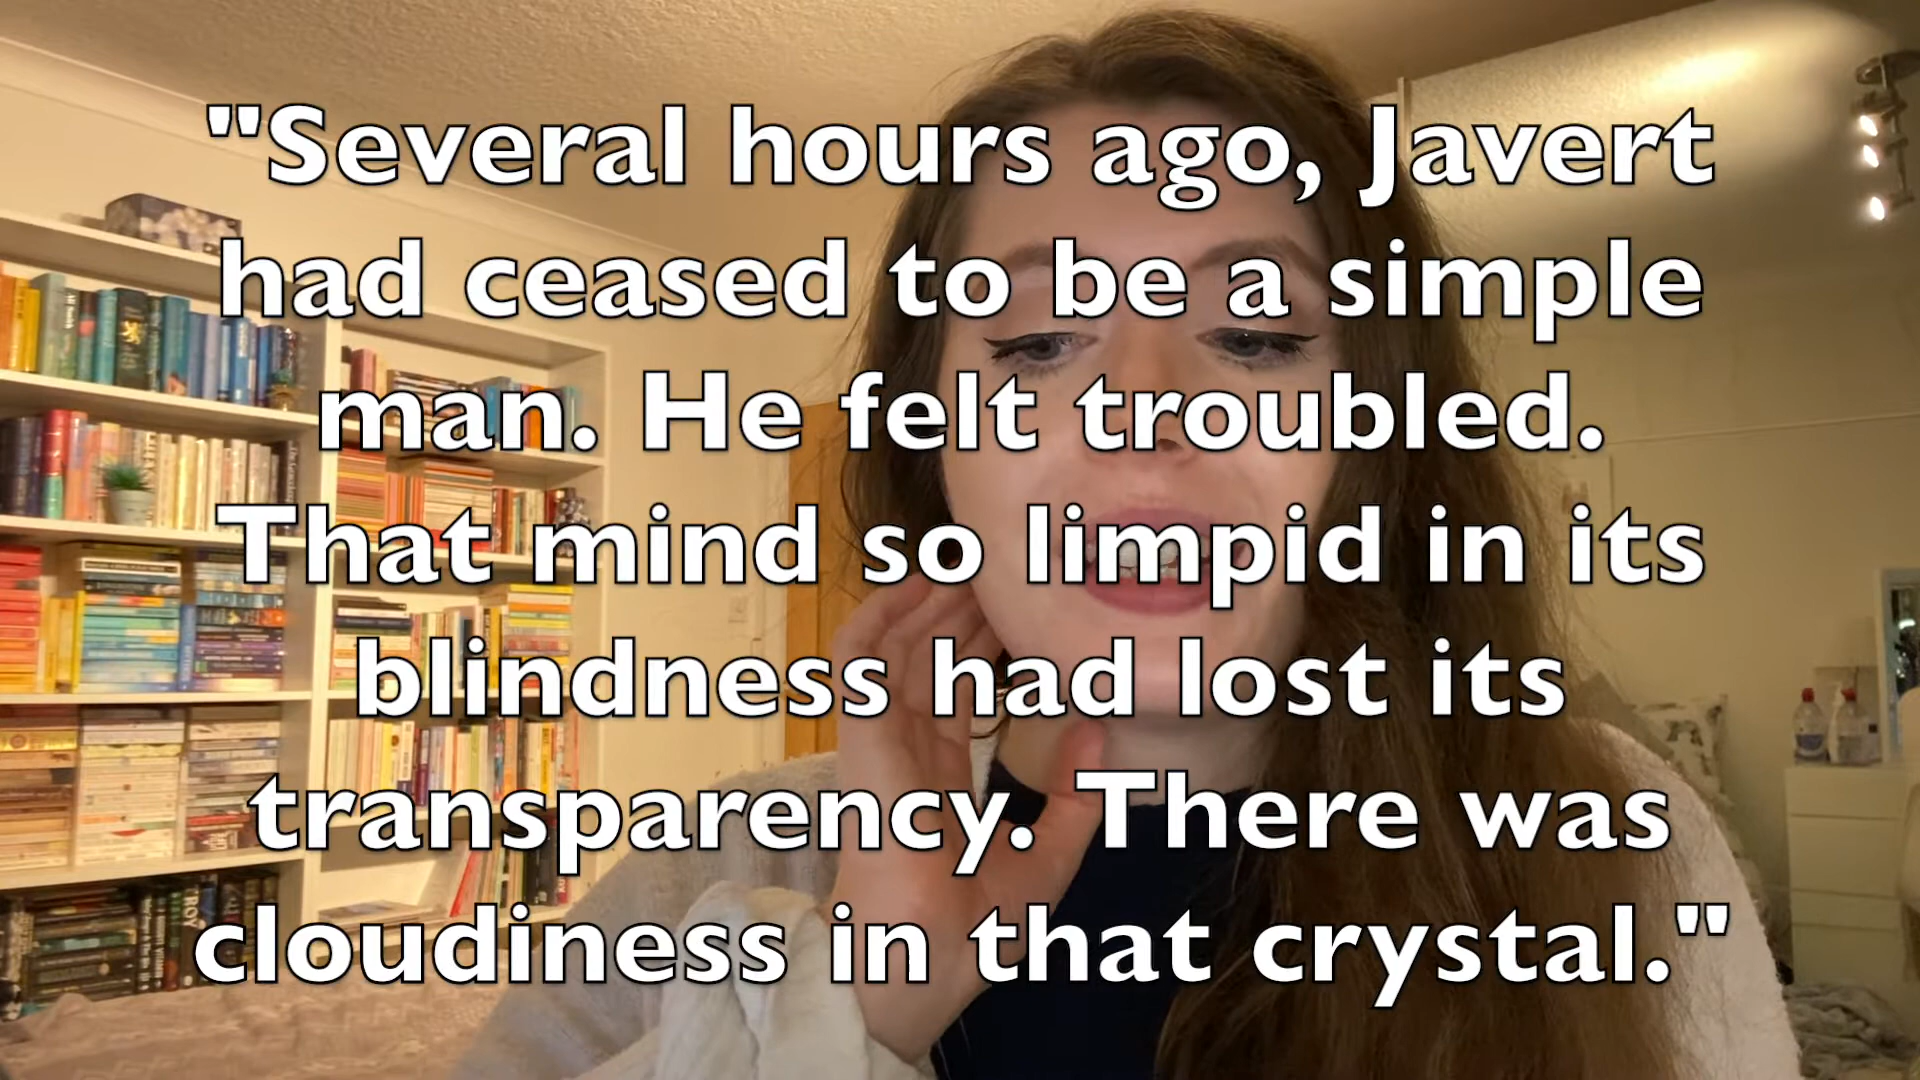 "Several hours ago, Javert
had ceased to be a simple
man. He felt troubled.
That mind so limpid in its
blindness had lost its
transparency. There was
cloudiness in that crystal."